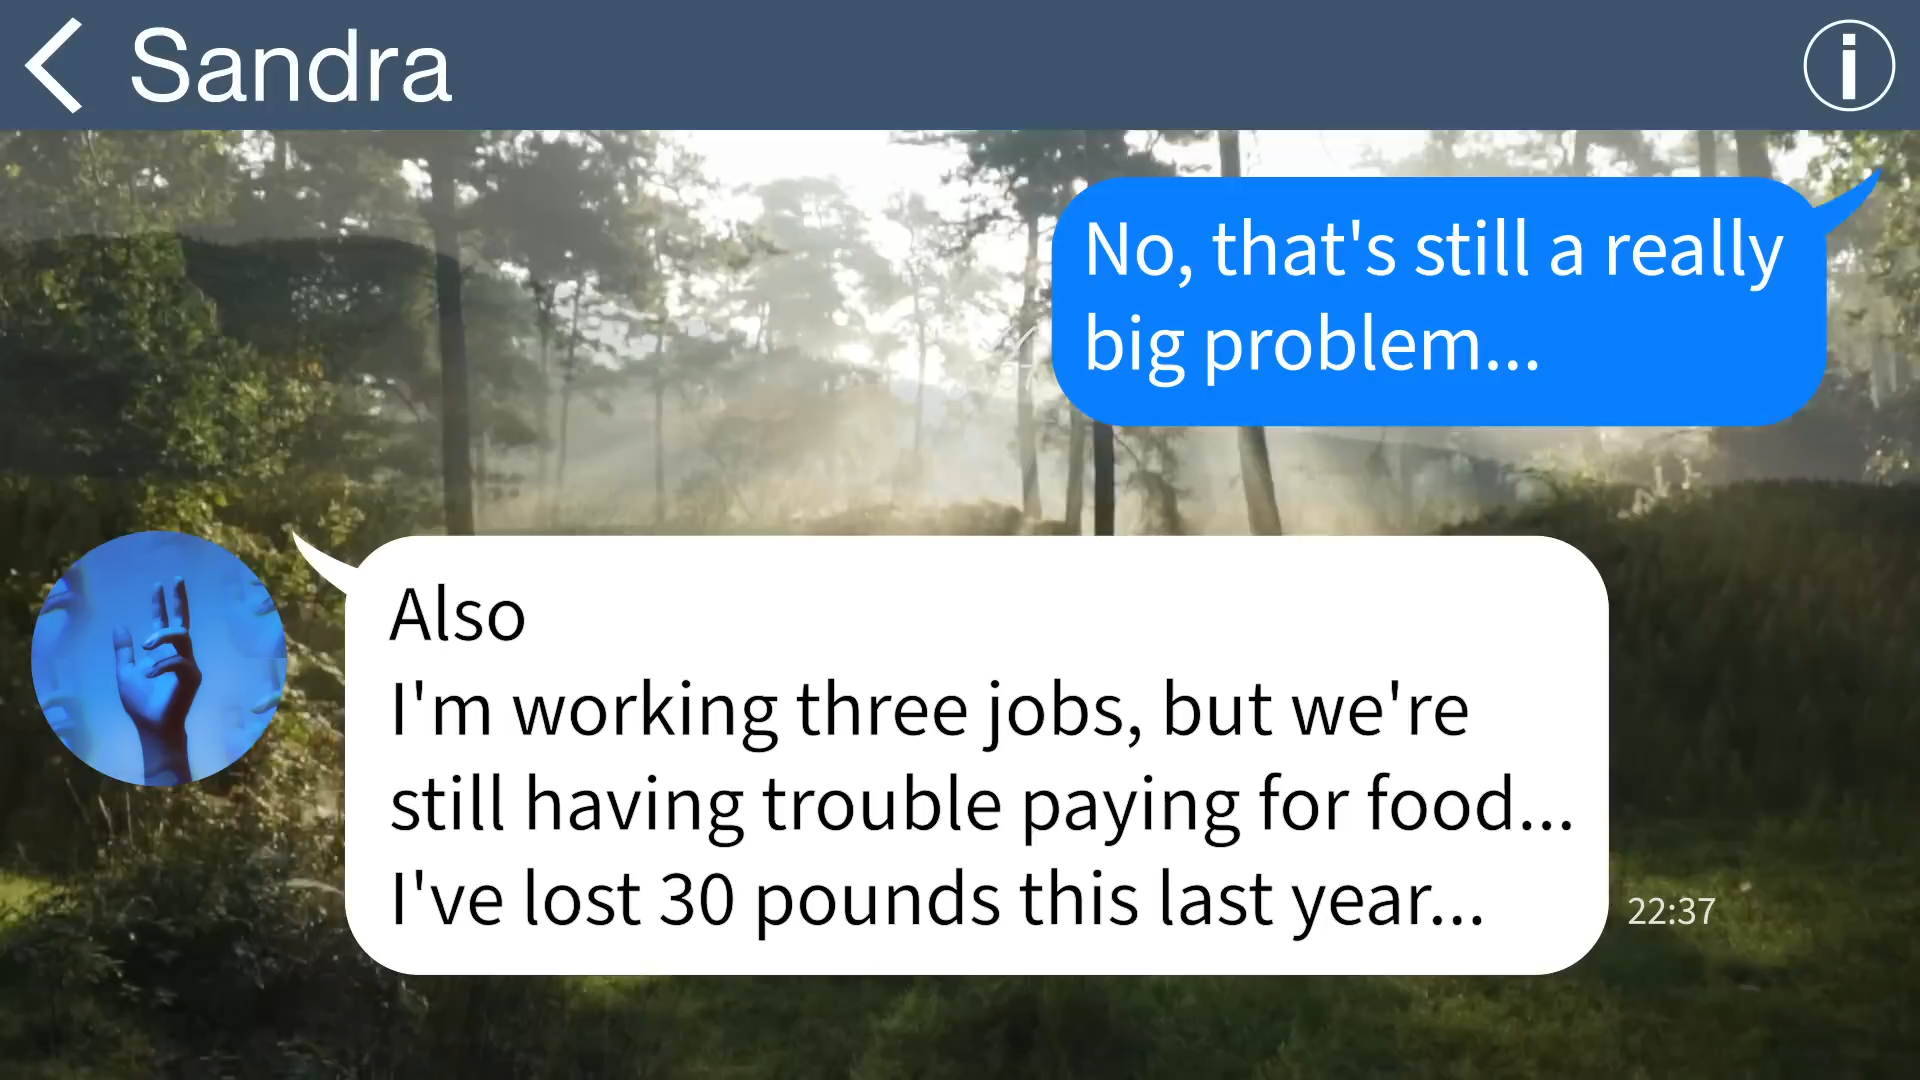 Sandra
No, that's still a really
big problem...
Also
I'm working three jobs, but we're
still having trouble paying for food...
I've lost 30 pounds this last year...
22:37